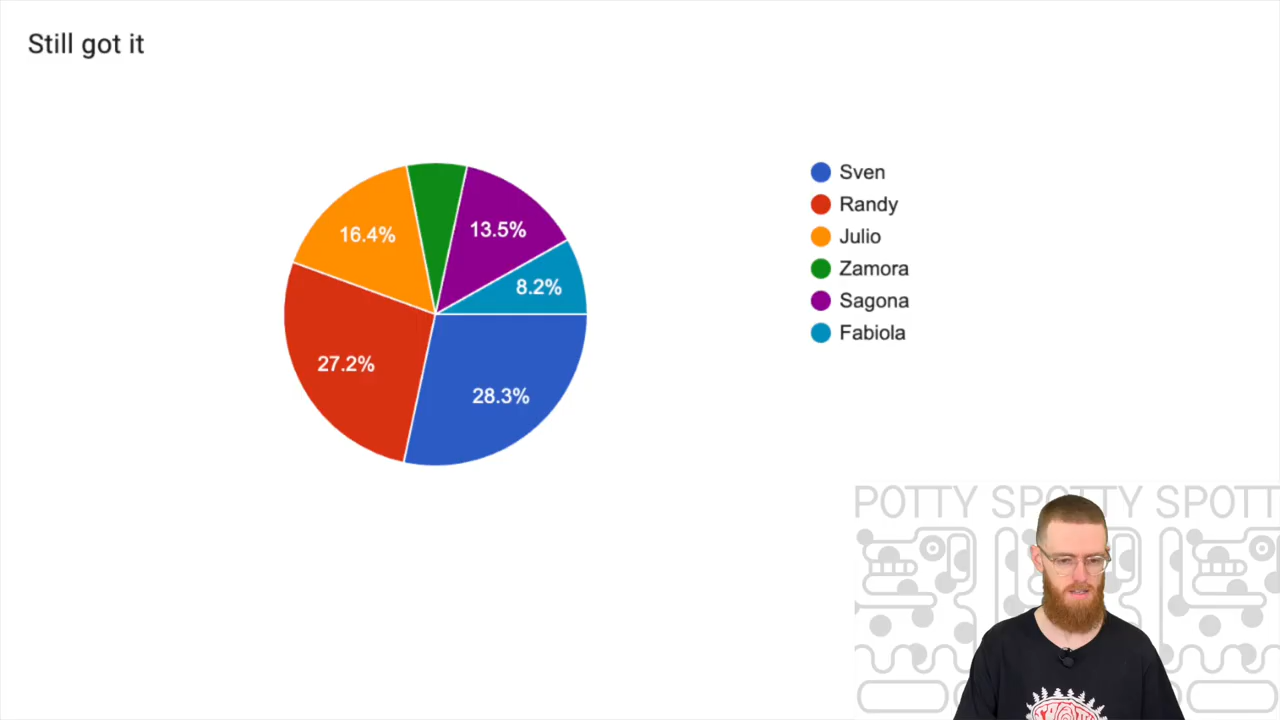 Still got it
16.4%
13.5%
8.2%
27.2%
28.3%
Sven
Randy
Julio
Zamora
Sagona
Fabiola
POTTY SPOTTY SPOTT